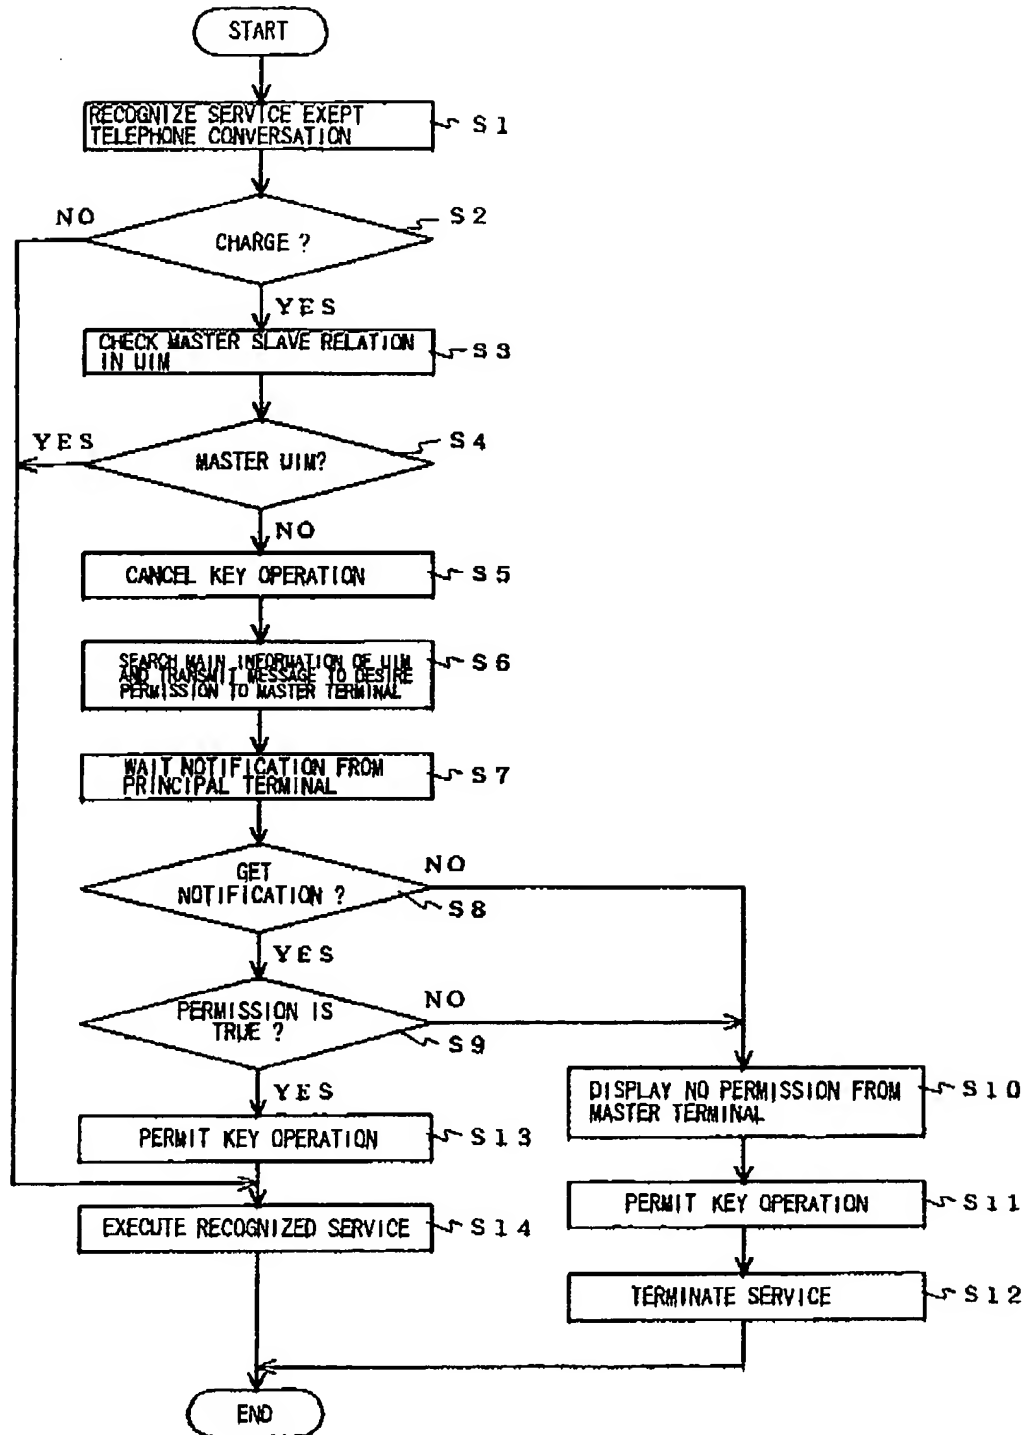 START
RECOGNIZE SERVICE EXEPT
TELEPHONE CONVERSATION
S1
NO
S2
CHARGE ?
YES
CHECK MASTER SLAVE RELATION
IN UIM
S3
YES
S4
MASTER UIM?
NO
CANCEL KEY OPERATION
S5
SEARCH MAIN INFORMATION OF UIM
AND TRANSMIT MESSAGE TO DESIRE
PERMISSION TO MASTER TERMINAL
S6
WAIT NOTIFICATION FROM
PRINCIPAL TERMINAL
S7
GET
NOTIFICATION ?
NO
S8
YES
PERMISSION IS
TRUE ?
NO
S9
YES
DISPLAY NO PERMISSION FROM
MASTER TERMINAL
S10
PERMIT KEY OPERATION
S13
PERMIT KEY OPERATION
S11
EXECUTE RECOGNIZED SERVICE
S14
TERMINATE SERVICE
S12
END